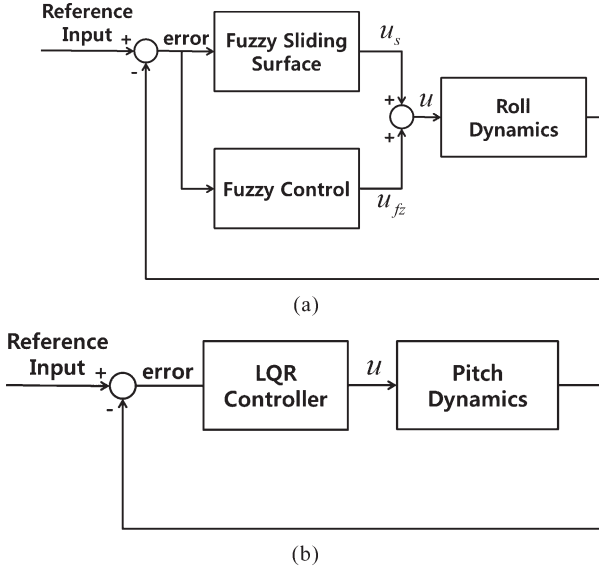 Reference
Input
+
-
error
Fuzzy Sliding
Surface
u_s
+
+
u
Roll
Dynamics
Fuzzy Control
u_fz
(a)
Reference
Input
+
-
error
LQR
Controller
u
Pitch
Dynamics
(b)